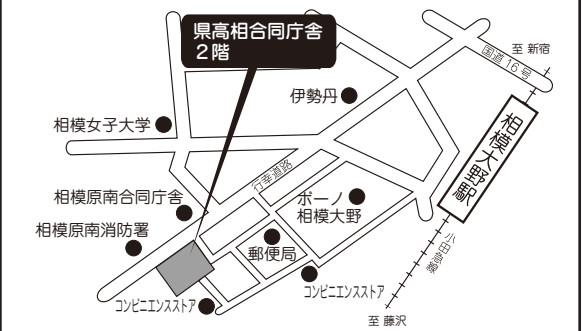 県高相合同庁舎
2階
至 新宿
国道16号
伊勢丹
相模女子大学
相模大野駅
行幸道路
相模原南合同庁舎
ボーノ
相模大野
相模原南消防署
郵便局
小田急線
コンビニエンスストア
コンビニエンスストア
至 藤沢